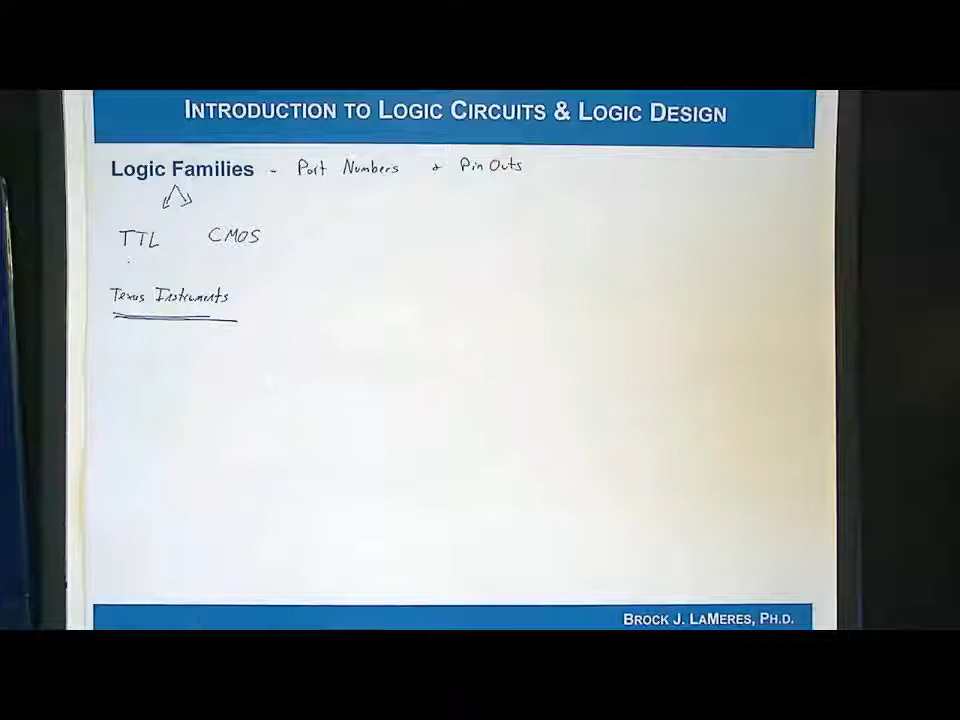 INTRODUCTION TO LOGIC CIRCUITS & LOGIC DESIGN
Logic Families - Part Numbers + Pin Outs
TTL CMOS
Texas Instruments
BROCK J. LAMERES, PH.D.